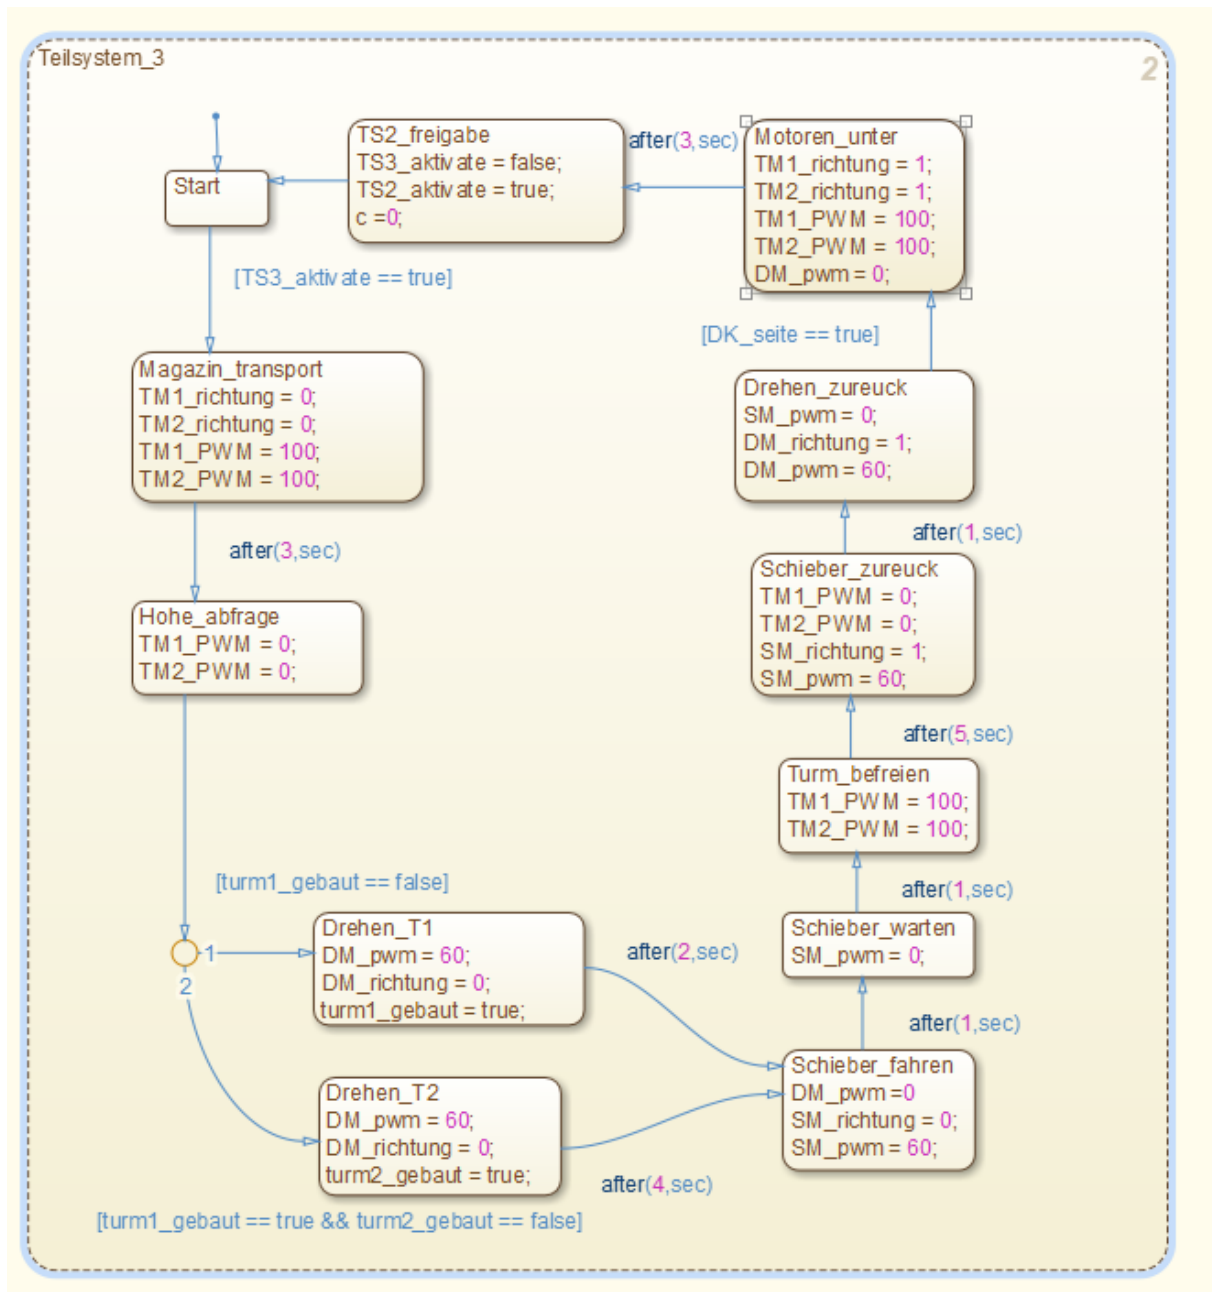 Teilsystem_3
2
Start
[TS3_aktivate == true]
TS2_freigabe
TS3_aktivate = false;
TS2_aktivate = true;
c =0;
after(3,sec)
Motoren_unter
TM1_richtung = 1;
TM2_richtung = 1;
TM1_PWM = 100;
TM2_PWM = 100;
DM_pwm = 0;
[DK_seite == true]
Magazin_transport
TM1_richtung = 0;
TM2_richtung = 0;
TM1_PWM = 100;
TM2_PWM = 100;
after(3,sec)
Hohe_abfrage
TM1_PWM = 0;
TM2_PWM = 0;
Drehen_zureuck
SM_pwm = 0;
DM_richtung = 1;
DM_pwm = 60;
after(1,sec)
Schieber_zureuck
TM1_PWM = 0;
TM2_PWM = 0;
SM_richtung = 1;
SM_pwm = 60;
after(5,sec)
Turm_befreien
TM1_PWM = 100;
TM2_PWM = 100;
after(1,sec)
Schieber_warten
SM_pwm = 0;
after(1,sec)
Schieber_fahren
DM_pwm =0
SM_richtung = 0;
SM_pwm = 60;
[turm1_gebaut == false]
1
2
Drehen_T1
DM_pwm = 60;
DM_richtung = 0;
turm1_gebaut = true;
after(2,sec)
Drehen_T2
DM_pwm = 60;
DM_richtung = 0;
turm2_gebaut = true;
after(4,sec)
[turm1_gebaut == true && turm2_gebaut == false]